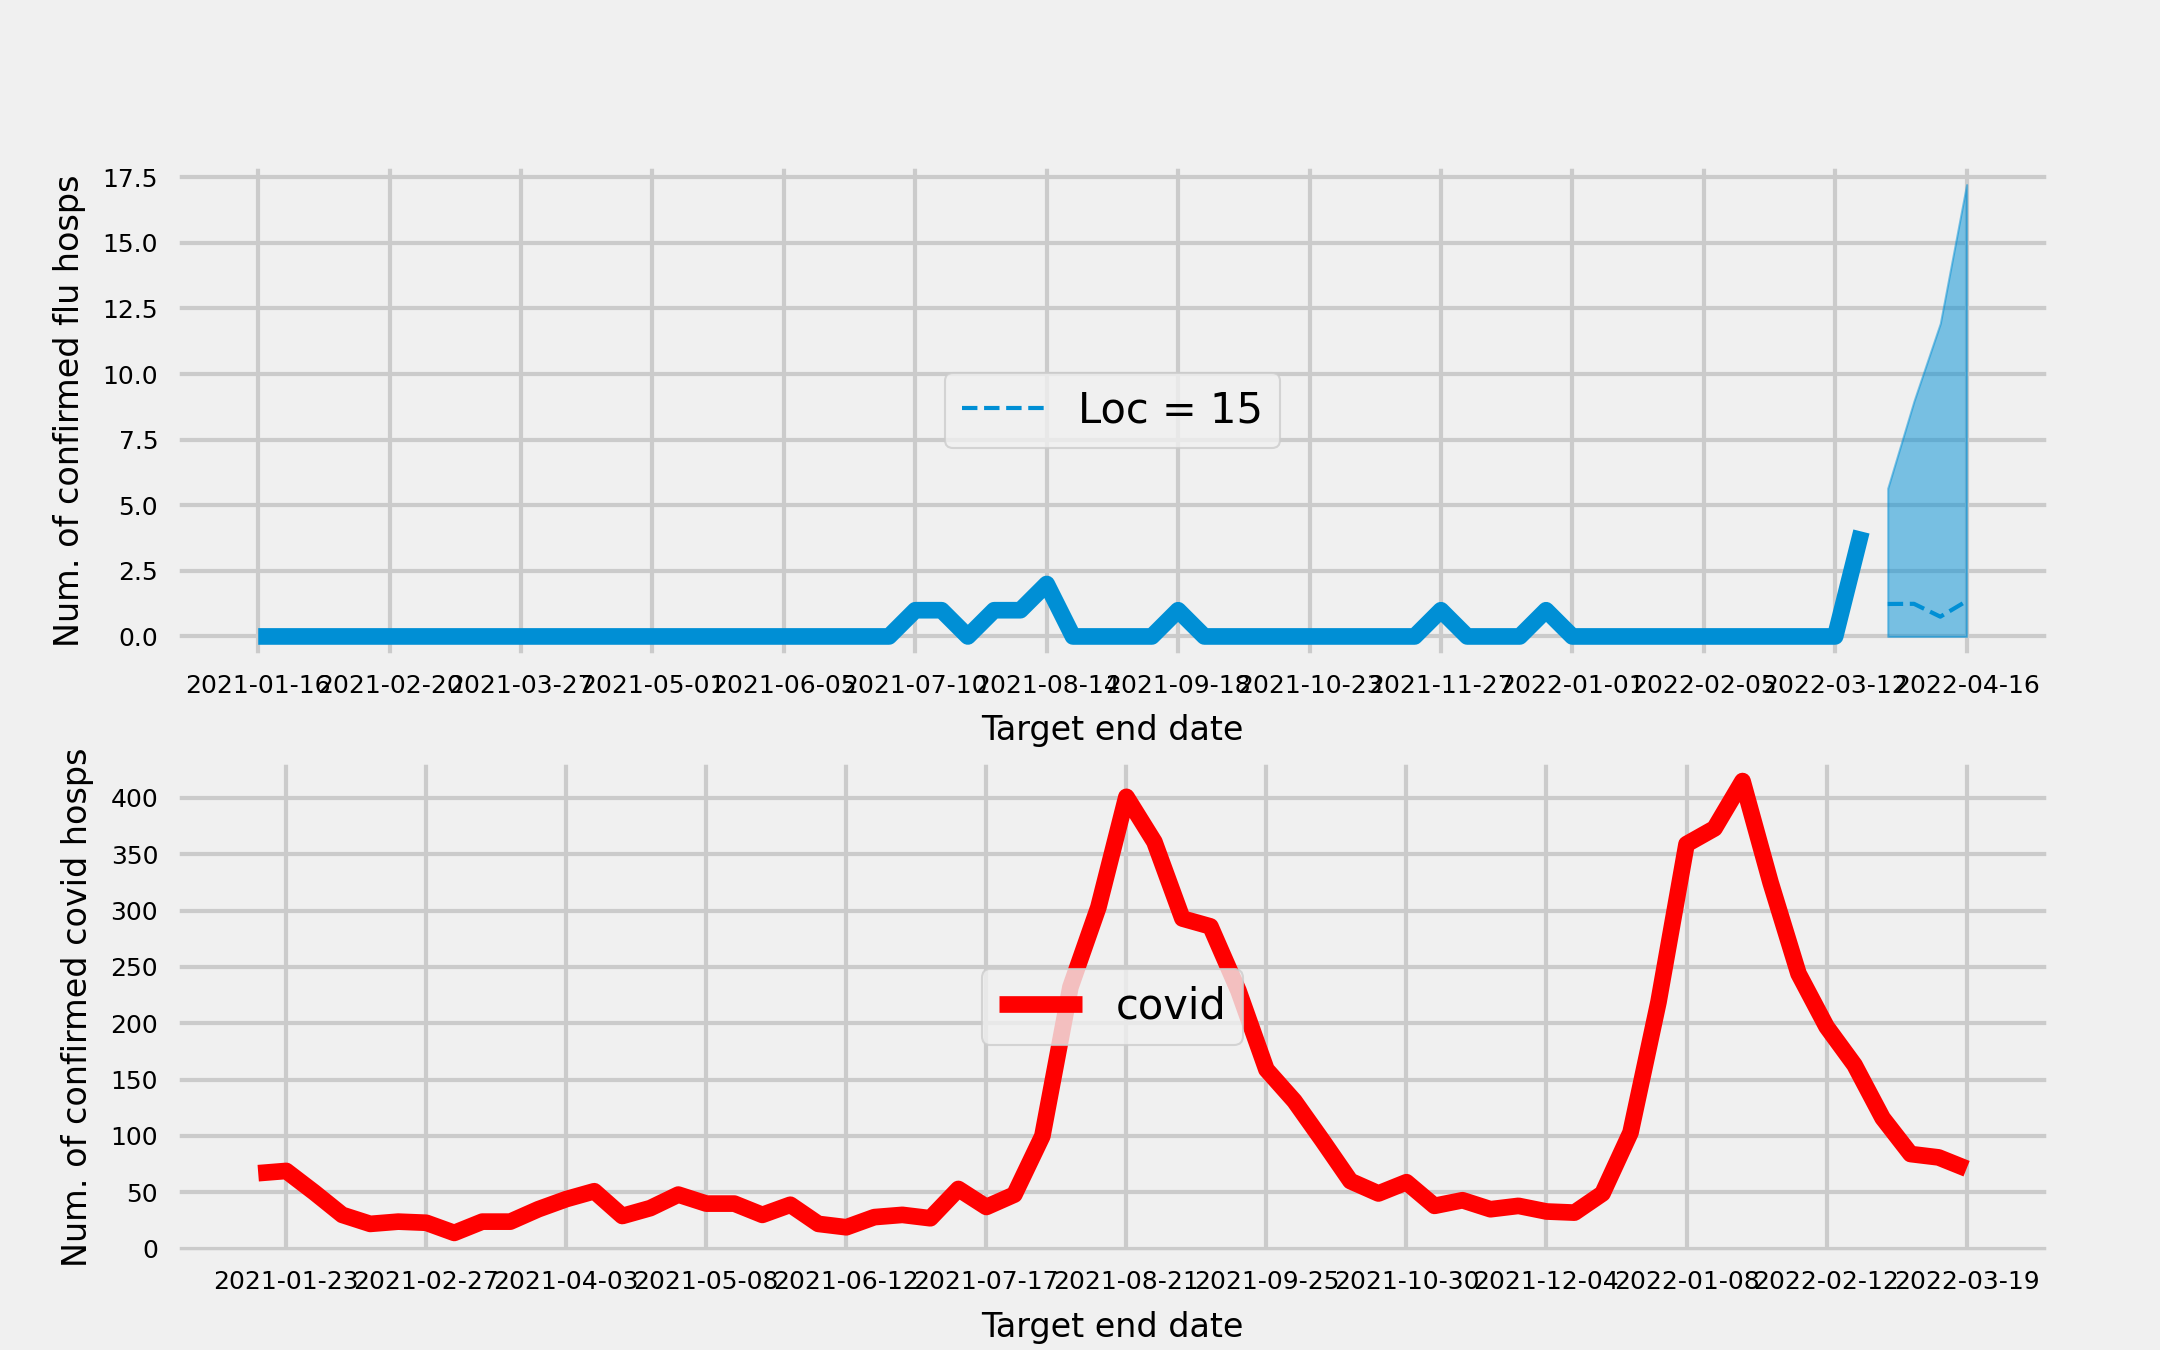 Num. of confirmed flu hosps
17.5
15.0
12.5
10.0
7.5
5.0
2.5
0.0
Loc = 15
2021-01-16 2021-02-20 2021-03-27 2021-05-01 2021-06-05 2021-07-10 2021-08-14 2021-09-18 2021-10-23 2021-11-27 2022-01-01 2022-02-05 2022-03-12 2022-04-16
Target end date
Num. of confirmed covid hosps
400
350
300
250
200
150
100
50
0
covid
2021-01-23 2021-02-27 2021-04-03 2021-05-08 2021-06-12 2021-07-17 2021-08-21 2021-09-25 2021-10-30 2021-12-04 2022-01-08 2022-02-12 2022-03-19
Target end date